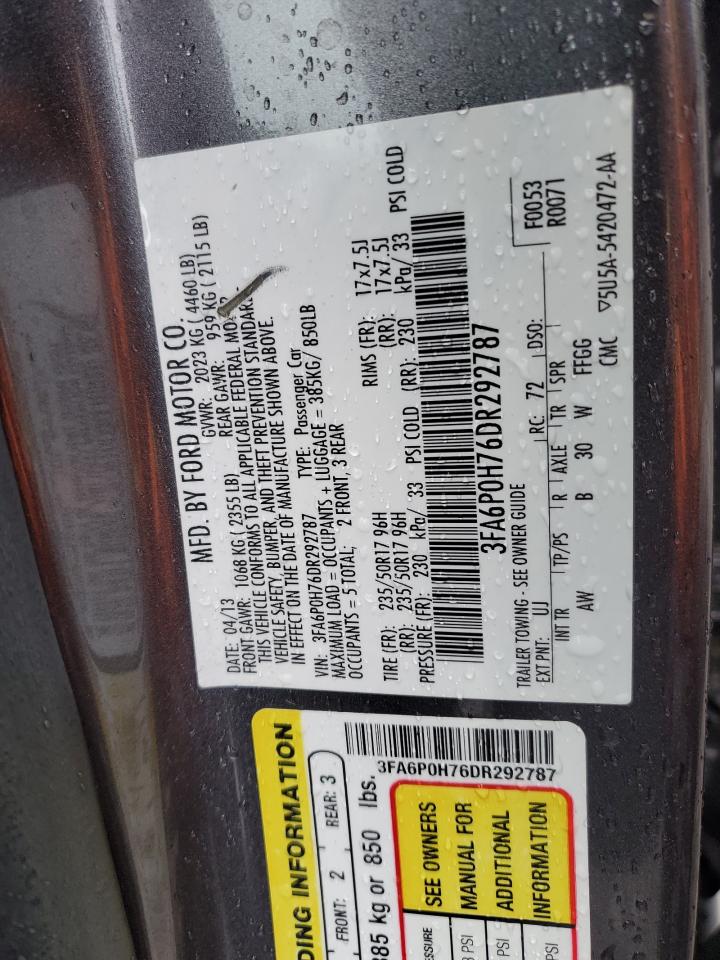 MFD. BY FORD MOTOR CO.
DATE: 04/13 GVWR: 2023 KG ( 4460 LB)
FRONT GAWR: 1068 KG ( 2355 LB) REAR GAWR: 959 KG ( 2115 LB)
THIS VEHICLE CONFORMS TO ALL APPLICABLE FEDERAL MOTOR
VEHICLE SAFETY, BUMPER, AND THEFT PREVENTION STANDARDS
IN EFFECT ON THE DATE OF MANUFACTURE SHOWN ABOVE.
VIN: 3FA6P0H76DR292787 TYPE: Passenger Car
MAXIMUM LOAD = OCCUPANTS + LUGGAGE = 385KG/ 850LB
OCCUPANTS = 5 TOTAL; 2 FRONT, 3 REAR
TIRE (FR): 235/50R17 96H RIMS (FR): 17x7.5J
(RR): 235/50R17 96H (RR): 17x7.5J
PRESSURE (FR): 230 kPa/ 33 PSI COLD (RR): 230 kPa/ 33 PSI COLD
3FA6P0H76DR292787
F0053
R0071
TRAILER TOWING - SEE OWNER GUIDE
EXT PNT: UJ RC: 72 DSO:
INT TR TP/PS R AXLE TR SPR
AW B 30 W FFGG
CMC ▽5U5A-5420472-AA
DING INFORMATION
FRONT: 2 REAR: 3
385 kg or 850 lbs.
3FA6P0H76DR292787
SEE OWNERS
MANUAL FOR
ADDITIONAL
INFORMATION
PSI
PSI
PSI